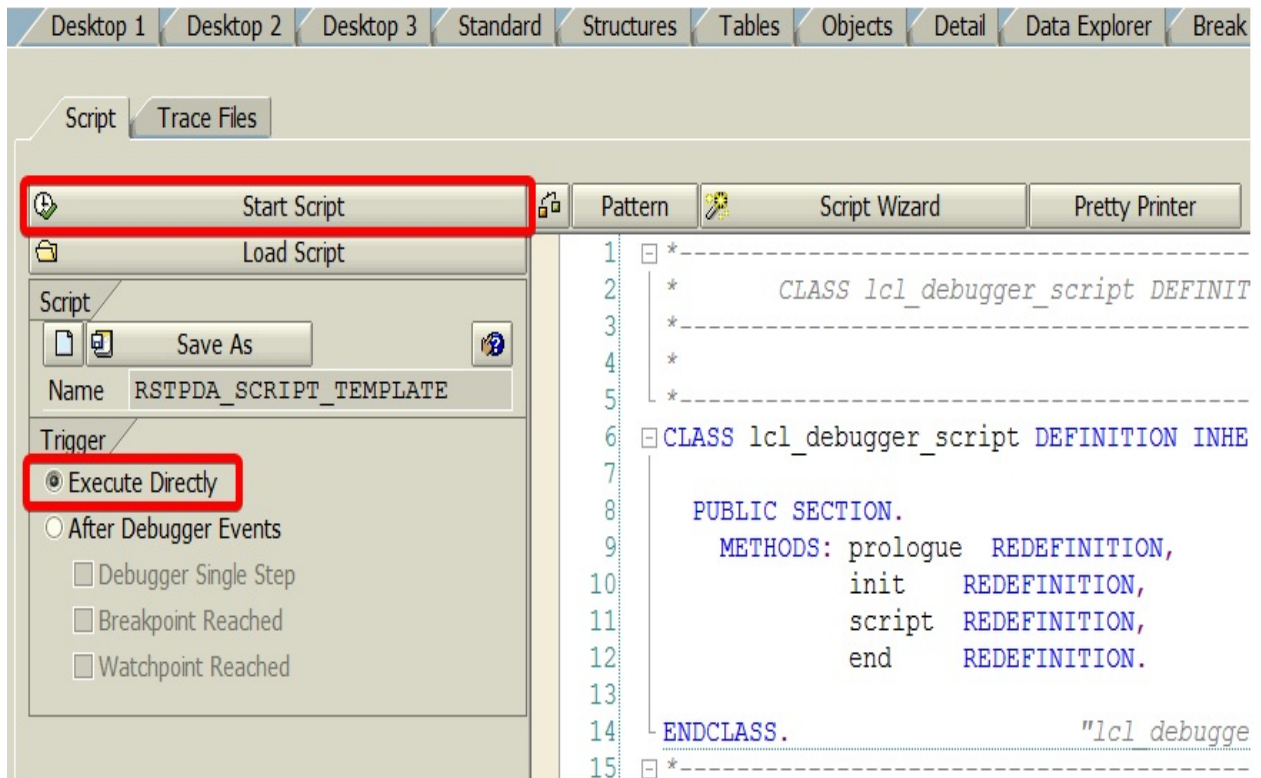 Desktop 1 Desktop 2 Desktop 3 Standard Structures Tables Objects Detail Data Explorer Break
Script Trace Files
Start Script Pattern Script Wizard Pretty Printer
Load Script
Script
Save As
Name RSTPDA_SCRIPT_TEMPLATE
Trigger
Execute Directly
After Debugger Events
Debugger Single Step
Breakpoint Reached
Watchpoint Reached
1 *----------------------------------------
2 * CLASS lcl_debugger_script DEFINIT
3 *----------------------------------------
4 *
5 *----------------------------------------
6 CLASS lcl_debugger_script DEFINITION INHE
7
8 PUBLIC SECTION.
9 METHODS: prologue REDEFINITION,
10 init REDEFINITION,
11 script REDEFINITION,
12 end REDEFINITION.
13
14 ENDCLASS. "lcl_debugge
15 *----------------------------------------